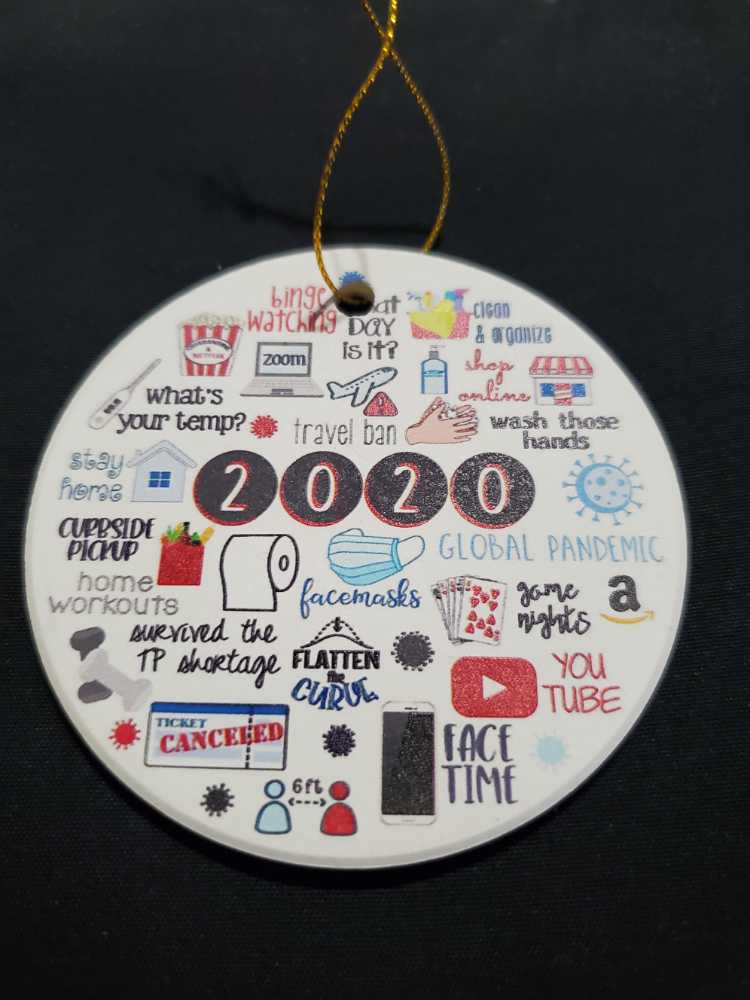 binge
watching
DAY
is it?
clean
& organize
zoom
shop
online
what's
your temp?
travel ban
wash those
hands
stay
home
2020
CURBSIDE
PICKUP
GLOBAL PANDEMIC
home
workouts
facemasks
game
nights
a
survived the
TP shortage
FLATTEN
the
CURVE
YOU
TUBE
TICKET
CANCELED
FACE
TIME
6ft